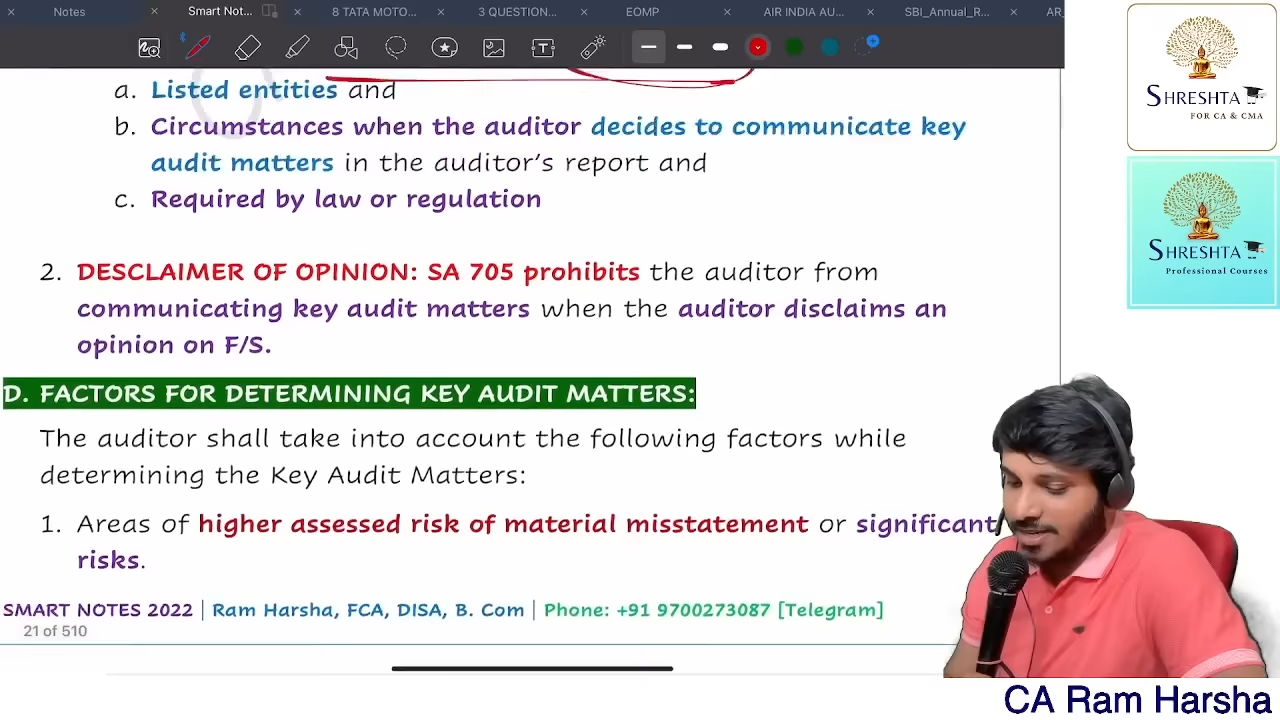 Notes
Smart Not...
8 TATA MOTO...
3 QUESTION...
EOMP
AIR INDIA AU...
SBI_Annual_R...
AR_
T
a. Listed entities and
b. Circumstances when the auditor decides to communicate key
audit matters in the auditor's report and
c. Required by law or regulation
2. DESCLAIMER OF OPINION: SA 705 prohibits the auditor from
communicating key audit matters when the auditor disclaims an
opinion on F/S.
D. FACTORS FOR DETERMINING KEY AUDIT MATTERS:
The auditor shall take into account the following factors while
determining the Key Audit Matters:
1. Areas of higher assessed risk of material misstatement or significant
risks.
SMART NOTES 2022 | Ram Harsha, FCA, DISA, B. Com | Phone: +91 9700273087 [Telegram]
21 of 510
SHRESHTA
FOR CA & CMA
SHRESHTA
Professional Courses
CA Ram Harsha